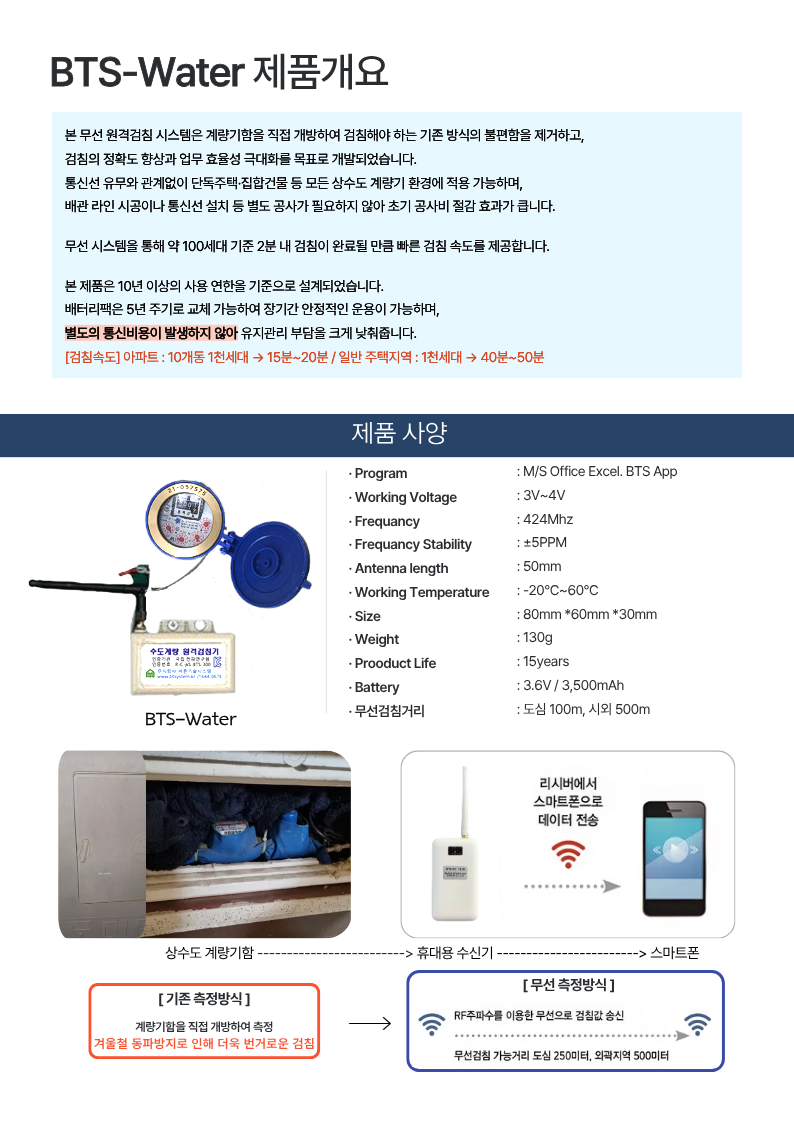 BTS-Water 제품개요
본 무선 원격검침 시스템은 계량기함을 직접 개방하여 검침해야 하는 기존 방식의 불편함을 제거하고,
검침의 정확도 향상과 업무 효율성 극대화를 목표로 개발되었습니다.
통신선 유무와 관계없이 단독주택·집합건물 등 모든 상수도 계량기 환경에 적용 가능하며,
배관 라인 시공이나 통신선 설치 등 별도 공사가 필요하지 않아 초기 공사비 절감 효과가 큽니다.
무선 시스템을 통해 약 100세대 기준 2분 내 검침이 완료될 만큼 빠른 검침 속도를 제공합니다.
본 제품은 10년 이상의 사용 연한을 기준으로 설계되었습니다.
배터리팩은 5년 주기로 교체 가능하여 장기간 안정적인 운용이 가능하며,
별도의 통신비용이 발생하지 않아 유지관리 부담을 크게 낮춰줍니다.
[검침속도] 아파트 : 10개동 1천세대 → 15분~20분 / 일반 주택지역 : 1천세대 → 40분~50분
제품 사양
· Program : M/S Office Excel. BTS App
· Working Voltage : 3V~4V
· Frequancy : 424Mhz
· Frequancy Stability : ±5PPM
· Antenna length : 50mm
· Working Temperature : -20℃~60℃
· Size : 80mm *60mm *30mm
· Weight : 130g
· Prooduct Life : 15years
· Battery : 3.6V / 3,500mAh
· 무선검침거리 : 도심 100m, 시외 500m
21-057575
수도계량 원격검침기
BTS-Water
리시버에서
스마트폰으로
데이터 전송
상수도 계량기함 -------------------------> 휴대용 수신기 ------------------------> 스마트폰
[ 기존 측정방식 ]
계량기함을 직접 개방하여 측정
겨울철 동파방지로 인해 더욱 번거로운 검침
[ 무선 측정방식 ]
RF주파수를 이용한 무선으로 검침값 송신
무선검침 가능거리 도심 250미터, 외곽지역 500미터